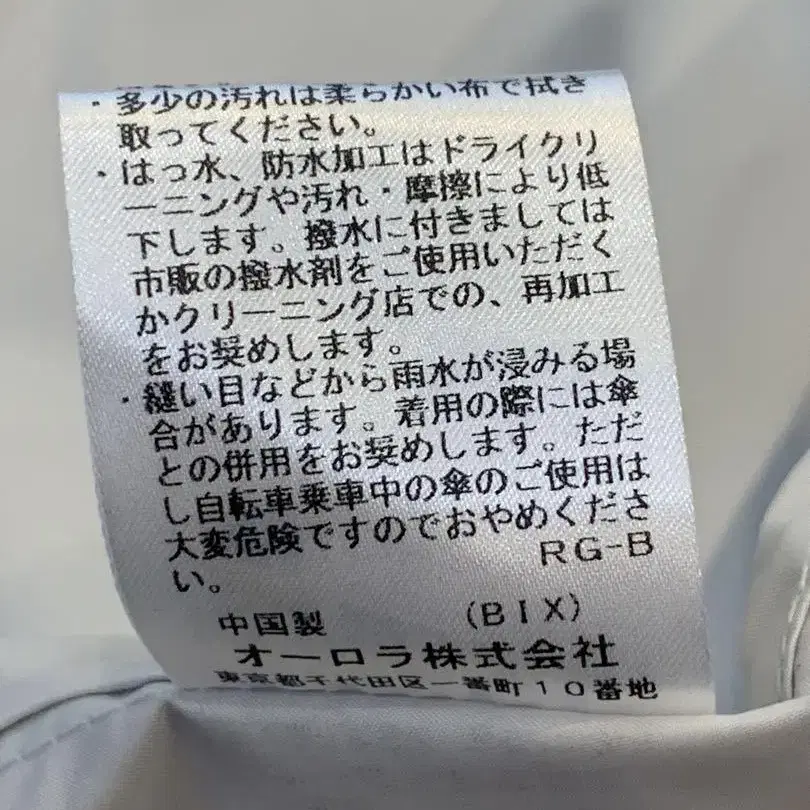 ・多少の汚れは柔らかい布で拭き
取ってください。
・はっ水、防水加工はドライクリ
ーニングや汚れ・摩擦により低
下します。撥水に付きましては
市販の撥水剤をご使用いただく
かクリーニング店での、再加工
をお奨めします。
・縫い目などから雨水が浸みる場
合があります。着用の際には傘
との併用をお奨めします。ただ
し自転車乗車中の傘のご使用は
大変危険ですのでおやめくださ
い。
RG-B
中国製 (BIX)
オーロラ株式会社
東京都千代田区一番町10番地